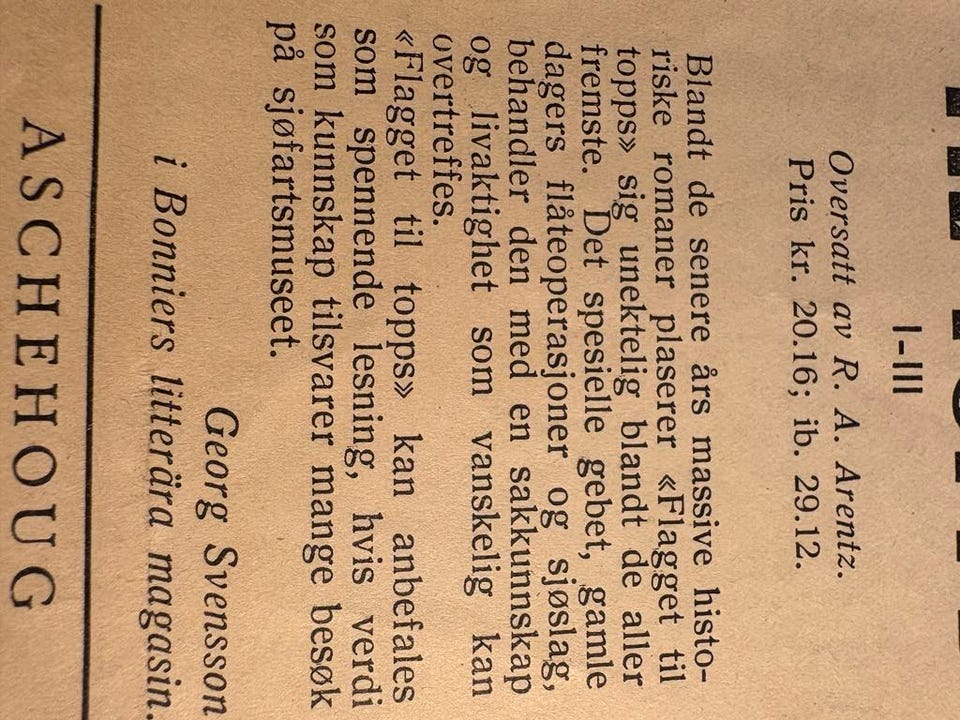 I-III
Oversatt av R. A. Arentz.
Pris kr. 20.16; ib. 29.12.
Blandt de senere års massive histo-
riske romaner plaserer «Flagget til
topps» sig unektelig blandt de aller
fremste. Det spesielle gebet, gamle
dagers flåteoperasjoner og sjøslag,
behandler den med en sakkunnskap
og livaktighet som vanskelig kan
overtreffes.
«Flagget til topps» kan anbefales
som spennende lesning, hvis verdi
som kunnskap tilsvarer mange besøk
på sjøfartsmuseet.
Georg Svensson
i Bonniers litterära magasin.
ASCHEHOUG